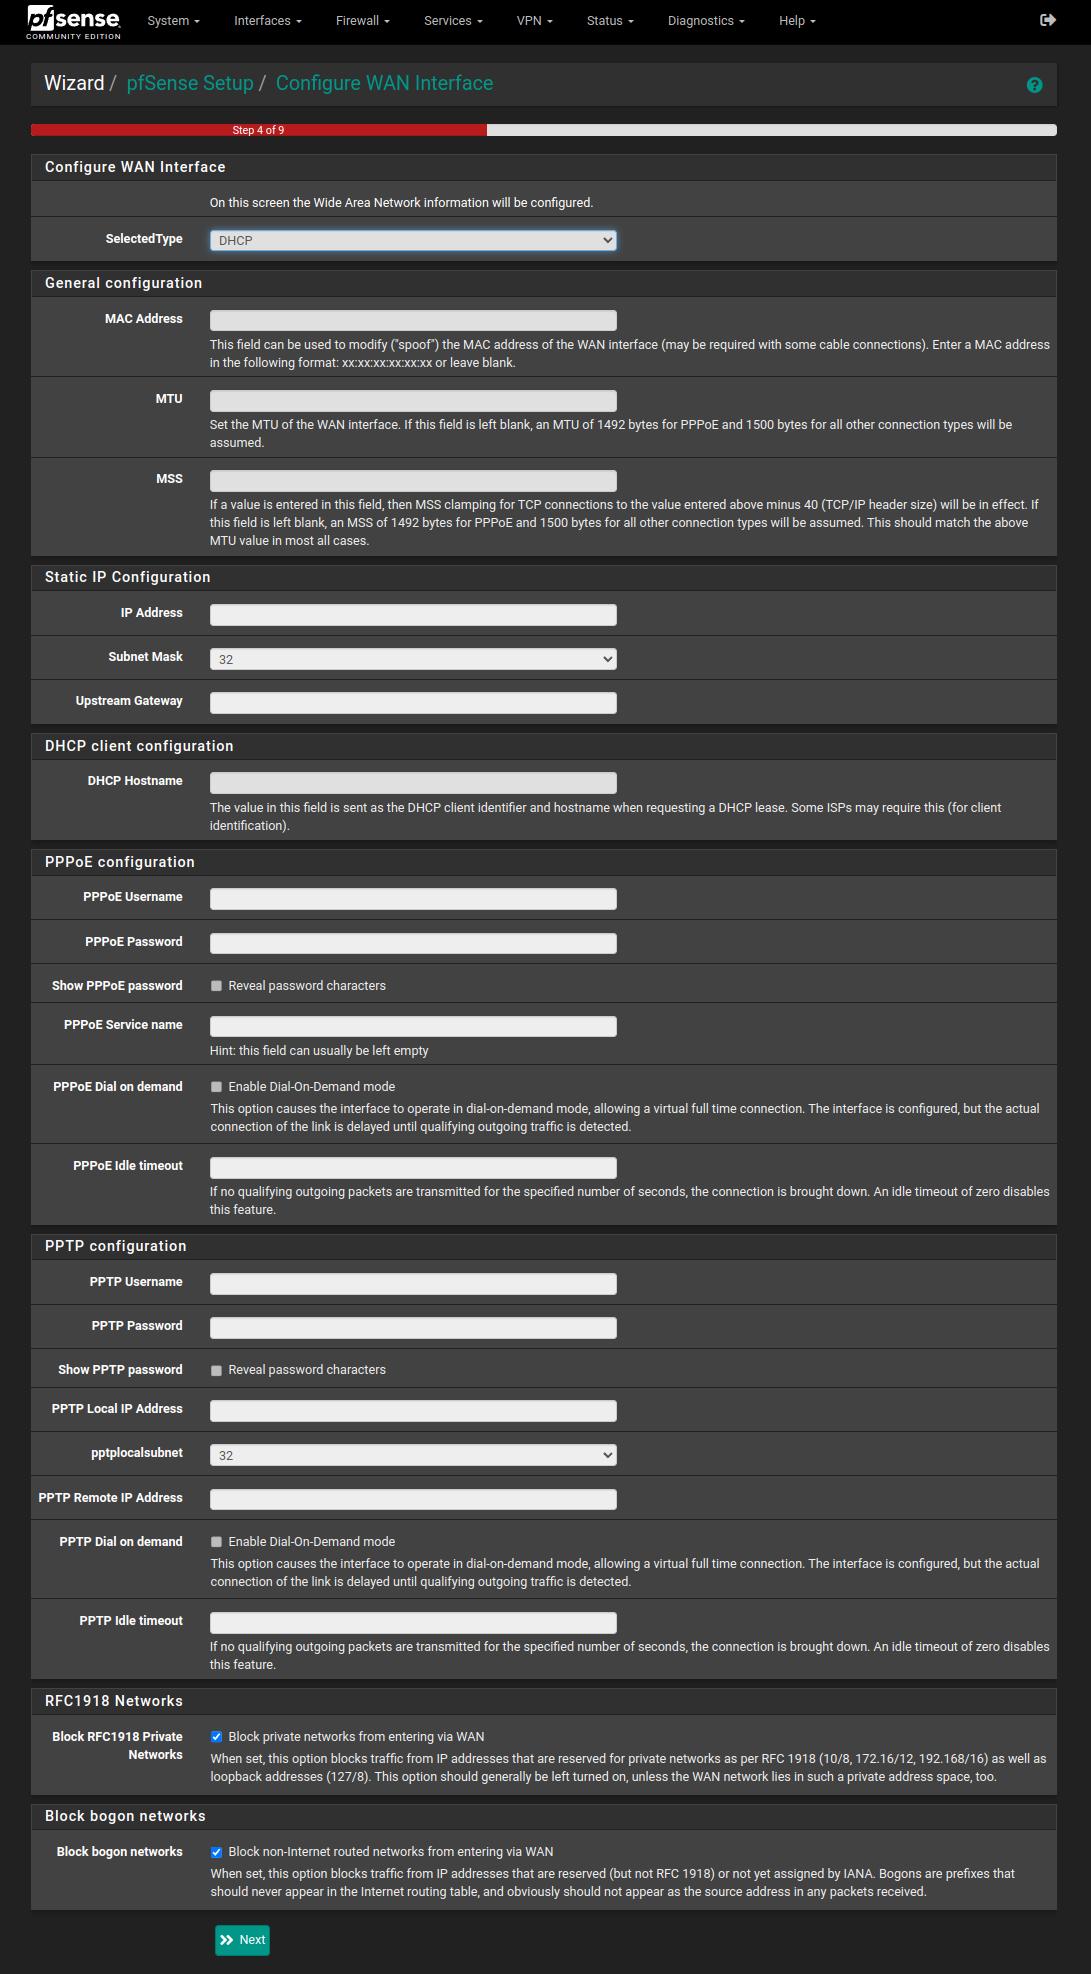 pfsense
COMMUNITY EDITION
System
Interfaces
Firewall
Services
VPN
Status
Diagnostics
Help
Wizard / pfSense Setup / Configure WAN Interface
Step 4 of 9
Configure WAN Interface
On this screen the Wide Area Network information will be configured.
SelectedType
DHCP
General configuration
MAC Address
This field can be used to modify ("spoof") the MAC address of the WAN interface (may be required with some cable connections). Enter a MAC address
in the following format: xx:xx:xx:xx:xx:xx or leave blank.
MTU
Set the MTU of the WAN interface. If this field is left blank, an MTU of 1492 bytes for PPPoE and 1500 bytes for all other connection types will be
assumed.
MSS
If a value is entered in this field, then MSS clamping for TCP connections to the value entered above minus 40 (TCP/IP header size) will be in effect. If
this field is left blank, an MSS of 1492 bytes for PPPoE and 1500 bytes for all other connection types will be assumed. This should match the above
MTU value in most all cases.
Static IP Configuration
IP Address
Subnet Mask
32
Upstream Gateway
DHCP client configuration
DHCP Hostname
The value in this field is sent as the DHCP client identifier and hostname when requesting a DHCP lease. Some ISPs may require this (for client
identification).
PPPoE configuration
PPPoE Username
PPPoE Password
Show PPPoE password
Reveal password characters
PPPoE Service name
Hint: this field can usually be left empty
PPPoE Dial on demand
Enable Dial-On-Demand mode
This option causes the interface to operate in dial-on-demand mode, allowing a virtual full time connection. The interface is configured, but the actual
connection of the link is delayed until qualifying outgoing traffic is detected.
PPPoE Idle timeout
If no qualifying outgoing packets are transmitted for the specified number of seconds, the connection is brought down. An idle timeout of zero disables
this feature.
PPTP configuration
PPTP Username
PPTP Password
Show PPTP password
Reveal password characters
PPTP Local IP Address
pptplocalsubnet
32
PPTP Remote IP Address
PPTP Dial on demand
Enable Dial-On-Demand mode
This option causes the interface to operate in dial-on-demand mode, allowing a virtual full time connection. The interface is configured, but the actual
connection of the link is delayed until qualifying outgoing traffic is detected.
PPTP Idle timeout
If no qualifying outgoing packets are transmitted for the specified number of seconds, the connection is brought down. An idle timeout of zero disables
this feature.
RFC1918 Networks
Block RFC1918 Private
Networks
Block private networks from entering via WAN
When set, this option blocks traffic from IP addresses that are reserved for private networks as per RFC 1918 (10/8, 172.16/12, 192.168/16) as well as
loopback addresses (127/8). This option should generally be left turned on, unless the WAN network lies in such a private address space, too.
Block bogon networks
Block bogon networks
Block non-Internet routed networks from entering via WAN
When set, this option blocks traffic from IP addresses that are reserved (but not RFC 1918) or not yet assigned by IANA. Bogons are prefixes that
should never appear in the Internet routing table, and obviously should not appear as the source address in any packets received.
Next